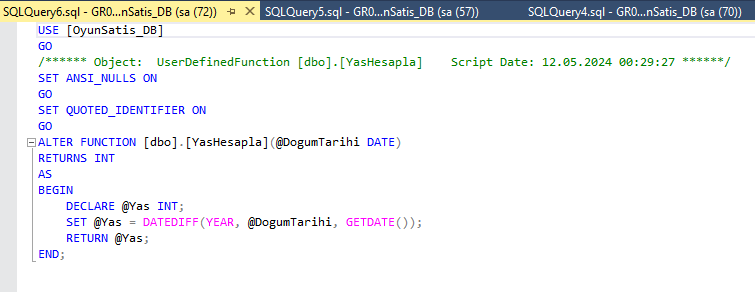 SQLQuery6.sql - GR0...nSatis_DB (sa (72)) SQLQuery5.sql - GR0...nSatis_DB (sa (57)) SQLQuery4.sql - GR0...nSatis_DB (sa (70))
USE [OyunSatis_DB]
GO
/****** Object:  UserDefinedFunction [dbo].[YasHesapla]    Script Date: 12.05.2024 00:29:27 ******/
SET ANSI_NULLS ON
GO
SET QUOTED_IDENTIFIER ON
GO
ALTER FUNCTION [dbo].[YasHesapla](@DogumTarihi DATE)
RETURNS INT
AS
BEGIN
    DECLARE @Yas INT;
    SET @Yas = DATEDIFF(YEAR, @DogumTarihi, GETDATE());
    RETURN @Yas;
END;